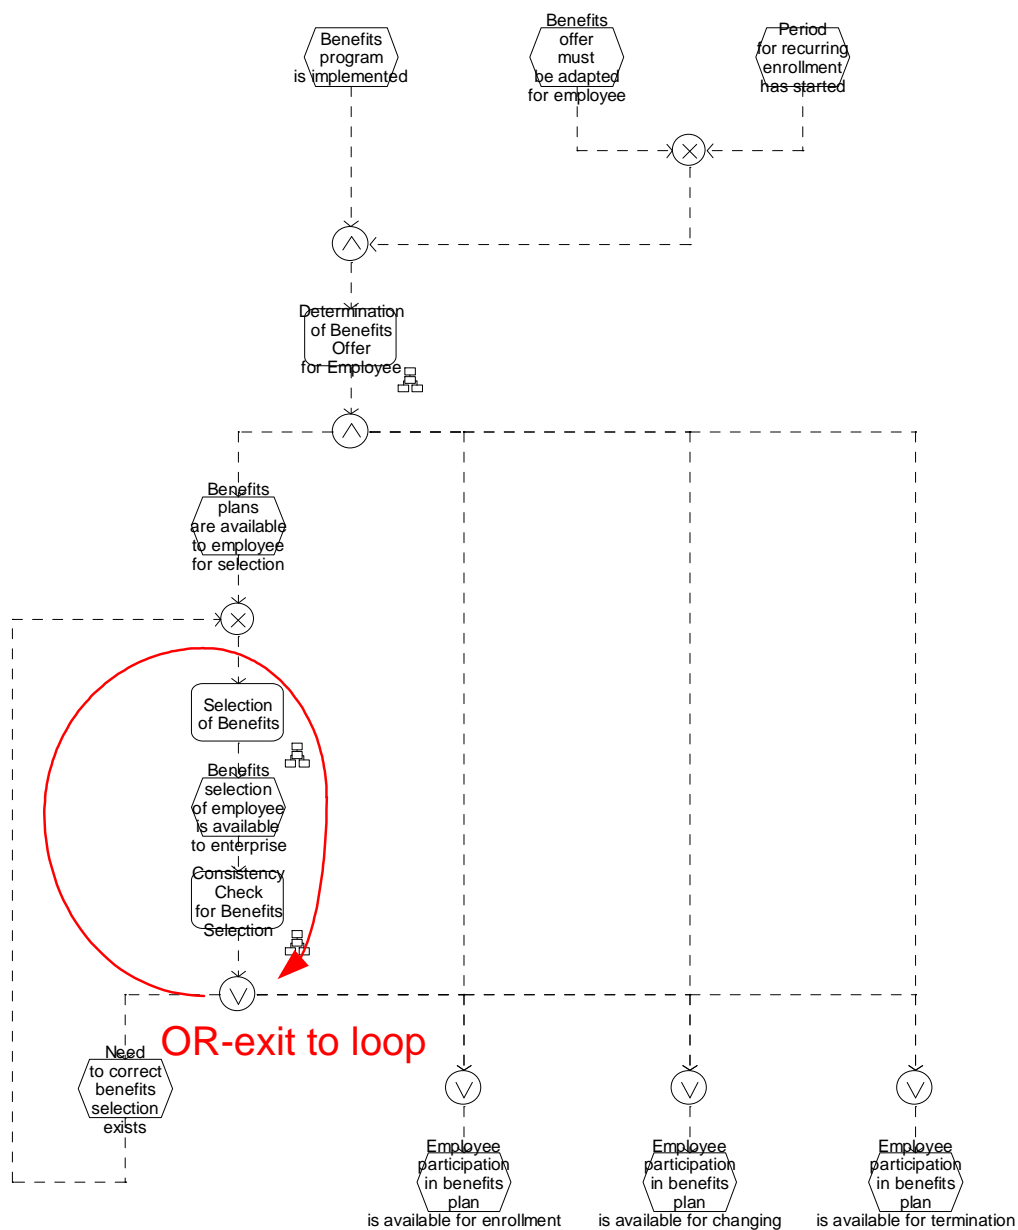 Benefits
program
is implemented
Benefits
offer
must
be adapted
for employee
Period
for recurring
enrollment
has started
Determination
of Benefits
Offer
for Employee
Benefits
plans
are available
to employee
for selection
Selection
of Benefits
Benefits
selection
of employee
is available
to enterprise
Consistency
Check
for Benefits
Selection
OR-exit to loop
Need
to correct
benefits
selection
exists
Employee
participation
in benefits
plan
is available for enrollment
Employee
participation
in benefits
plan
is available for changing
Employee
participation
in benefits
plan
is available for termination